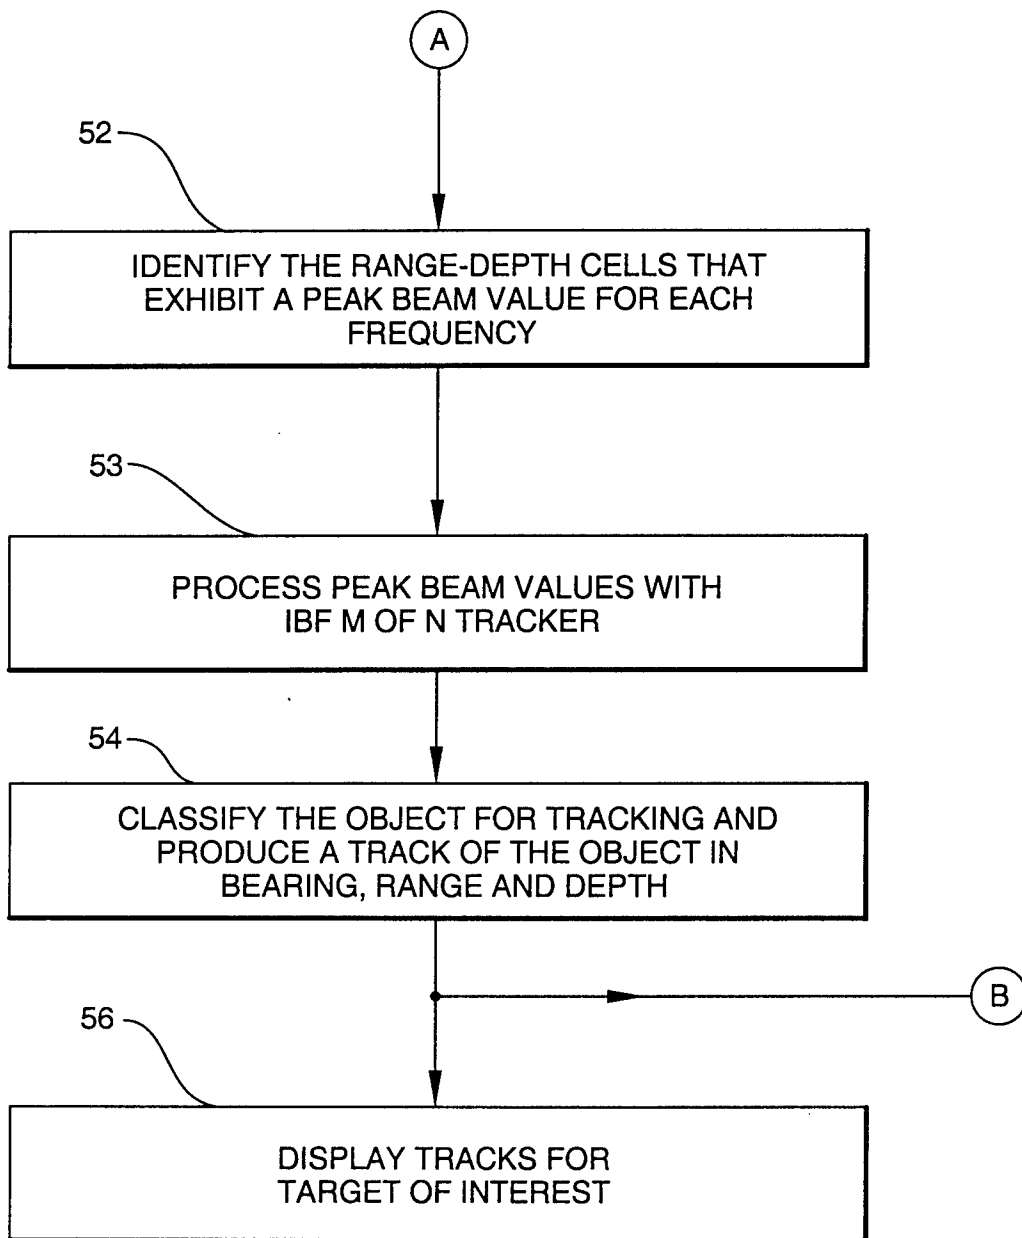 A
52
IDENTIFY THE RANGE-DEPTH CELLS THAT
EXHIBIT A PEAK BEAM VALUE FOR EACH
FREQUENCY
53
PROCESS PEAK BEAM VALUES WITH
IBF M OF N TRACKER
54
CLASSIFY THE OBJECT FOR TRACKING AND
PRODUCE A TRACK OF THE OBJECT IN
BEARING, RANGE AND DEPTH
B
56
DISPLAY TRACKS FOR
TARGET OF INTEREST